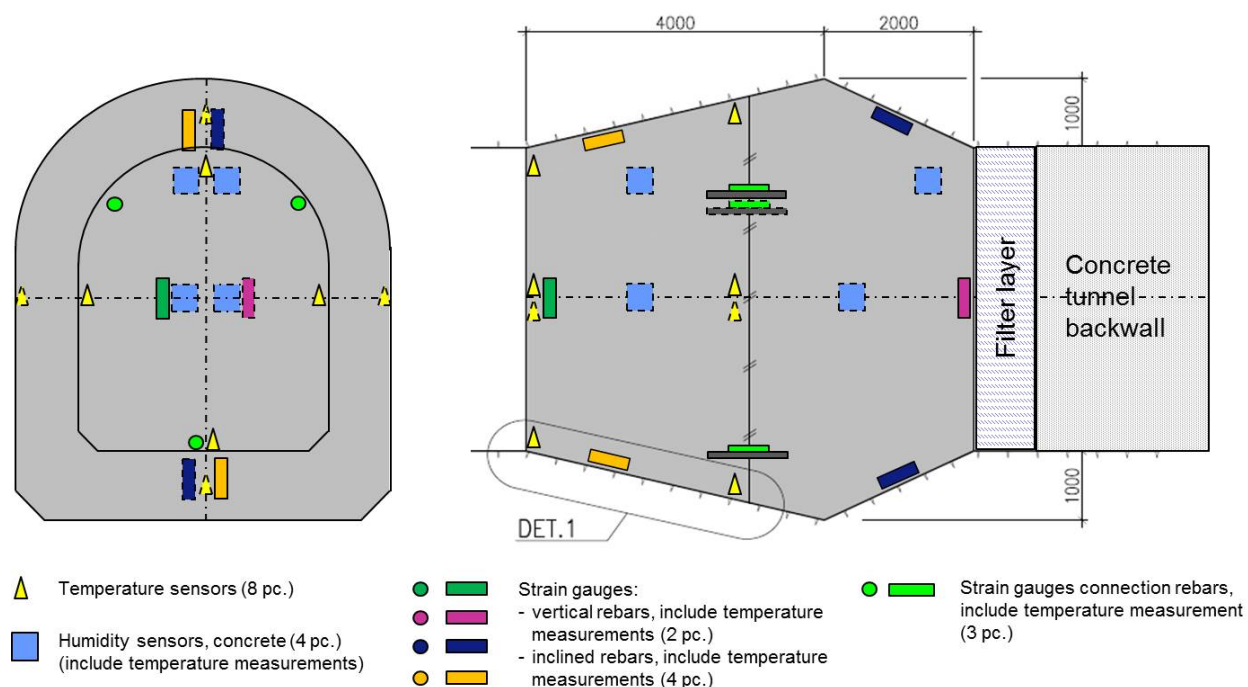 4000
2000
1000
Filter layer
Concrete
tunnel
backwall
1000
DET.1
Temperature sensors (8 pc.)
Humidity sensors, concrete (4 pc.)
(include temperature measurements)
Strain gauges:
- vertical rebars, include temperature
measurements (2 pc.)
- inclined rebars, include temperature
measurements (4 pc.)
Strain gauges connection rebars,
include temperature measurement
(3 pc.)